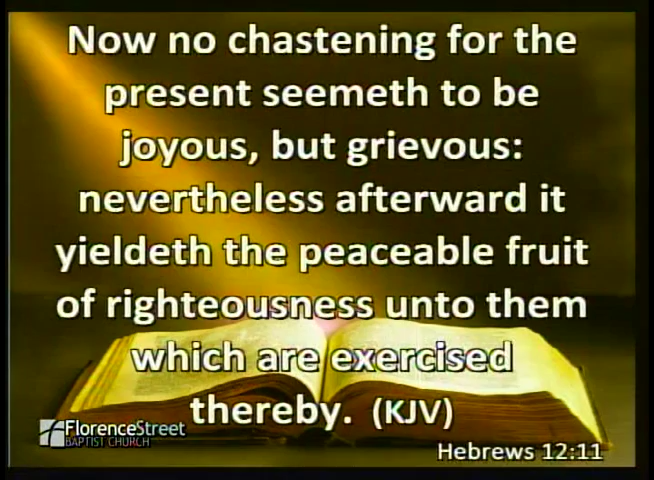 Now no chastening for the
present seemeth to be
joyous, but grievous:
nevertheless afterward it
yieldeth the peaceable fruit
of righteousness unto them
which are exercised
thereby. (KJV)
FlorenceStreet
BAPTIST CHURCH
Hebrews 12:11